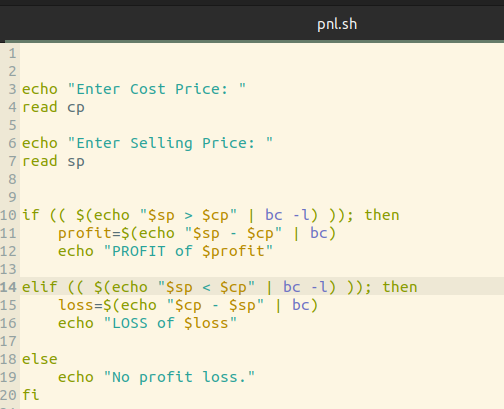 pnl.sh
1
2
3 echo "Enter Cost Price: "
4 read cp
5
6 echo "Enter Selling Price: "
7 read sp
8
9
10 if (( $(echo "$sp > $cp" | bc -l) )); then
11     profit=$(echo "$sp - $cp" | bc)
12     echo "PROFIT of $profit"
13
14 elif (( $(echo "$sp < $cp" | bc -l) )); then
15     loss=$(echo "$cp - $sp" | bc)
16     echo "LOSS of $loss"
17
18 else
19     echo "No profit loss."
20 fi